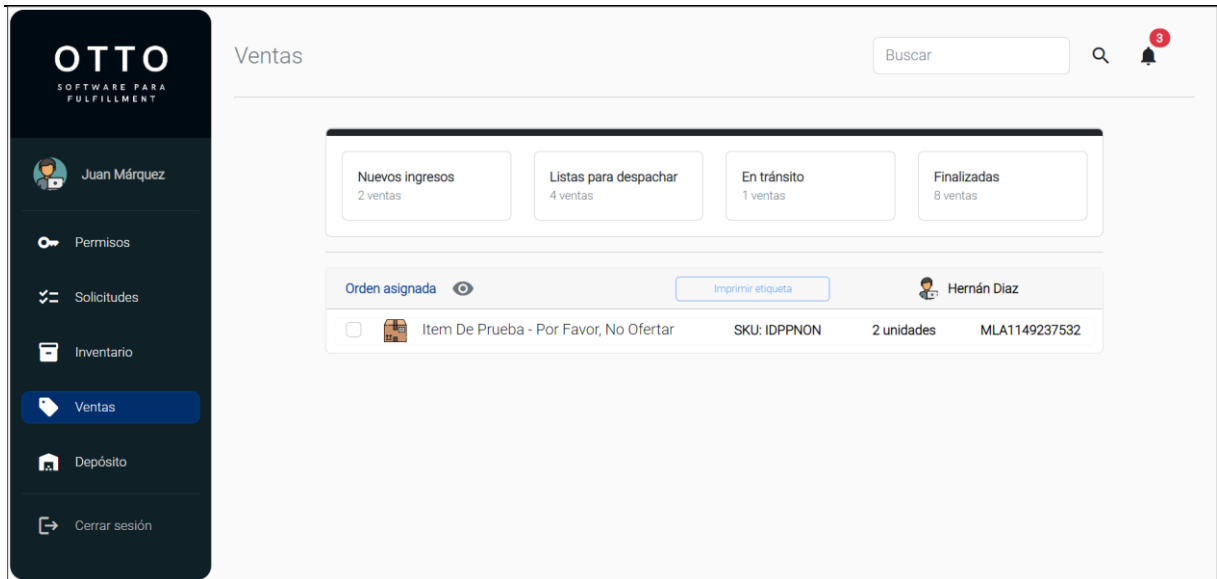 OTTO
SOFTWARE PARA
FULFILLMENT
Juan Márquez
Permisos
Solicitudes
Inventario
Ventas
Depósito
Cerrar sesión
Ventas
Buscar
3
Nuevos ingresos
2 ventas
Listas para despachar
4 ventas
En tránsito
1 ventas
Finalizadas
8 ventas
Orden asignada Imprimir etiqueta Hernán Diaz
Item De Prueba - Por Favor, No Ofertar SKU: IDPPNON 2 unidades MLA1149237532